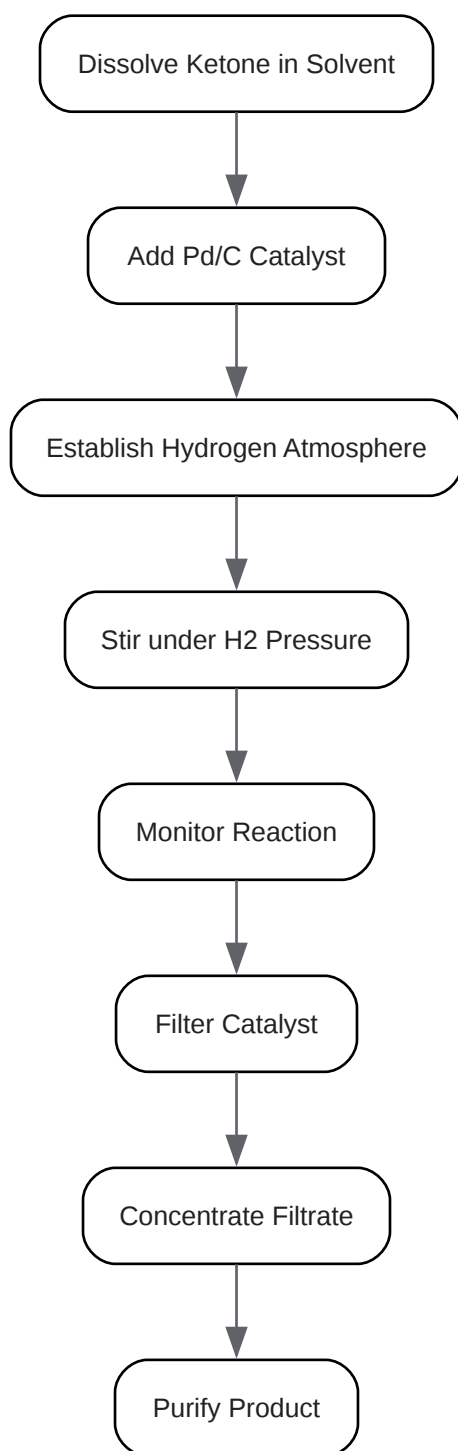 Dissolve Ketone in Solvent
Add Pd/C Catalyst
Establish Hydrogen Atmosphere
Stir under H2 Pressure
Monitor Reaction
Filter Catalyst
Concentrate Filtrate
Purify Product